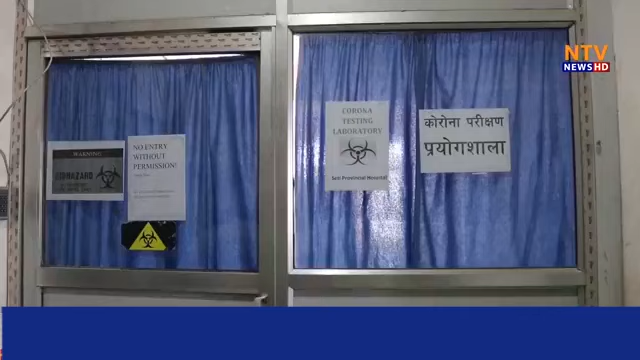 NTV
NEWS HD
WARNING
BIOHAZARD
NO ENTRY
WITHOUT
PERMISSION!
CORONA
TESTING
LABORATORY
Seti Provincial Hospital
कोरोना परीक्षण
प्रयोगशाला